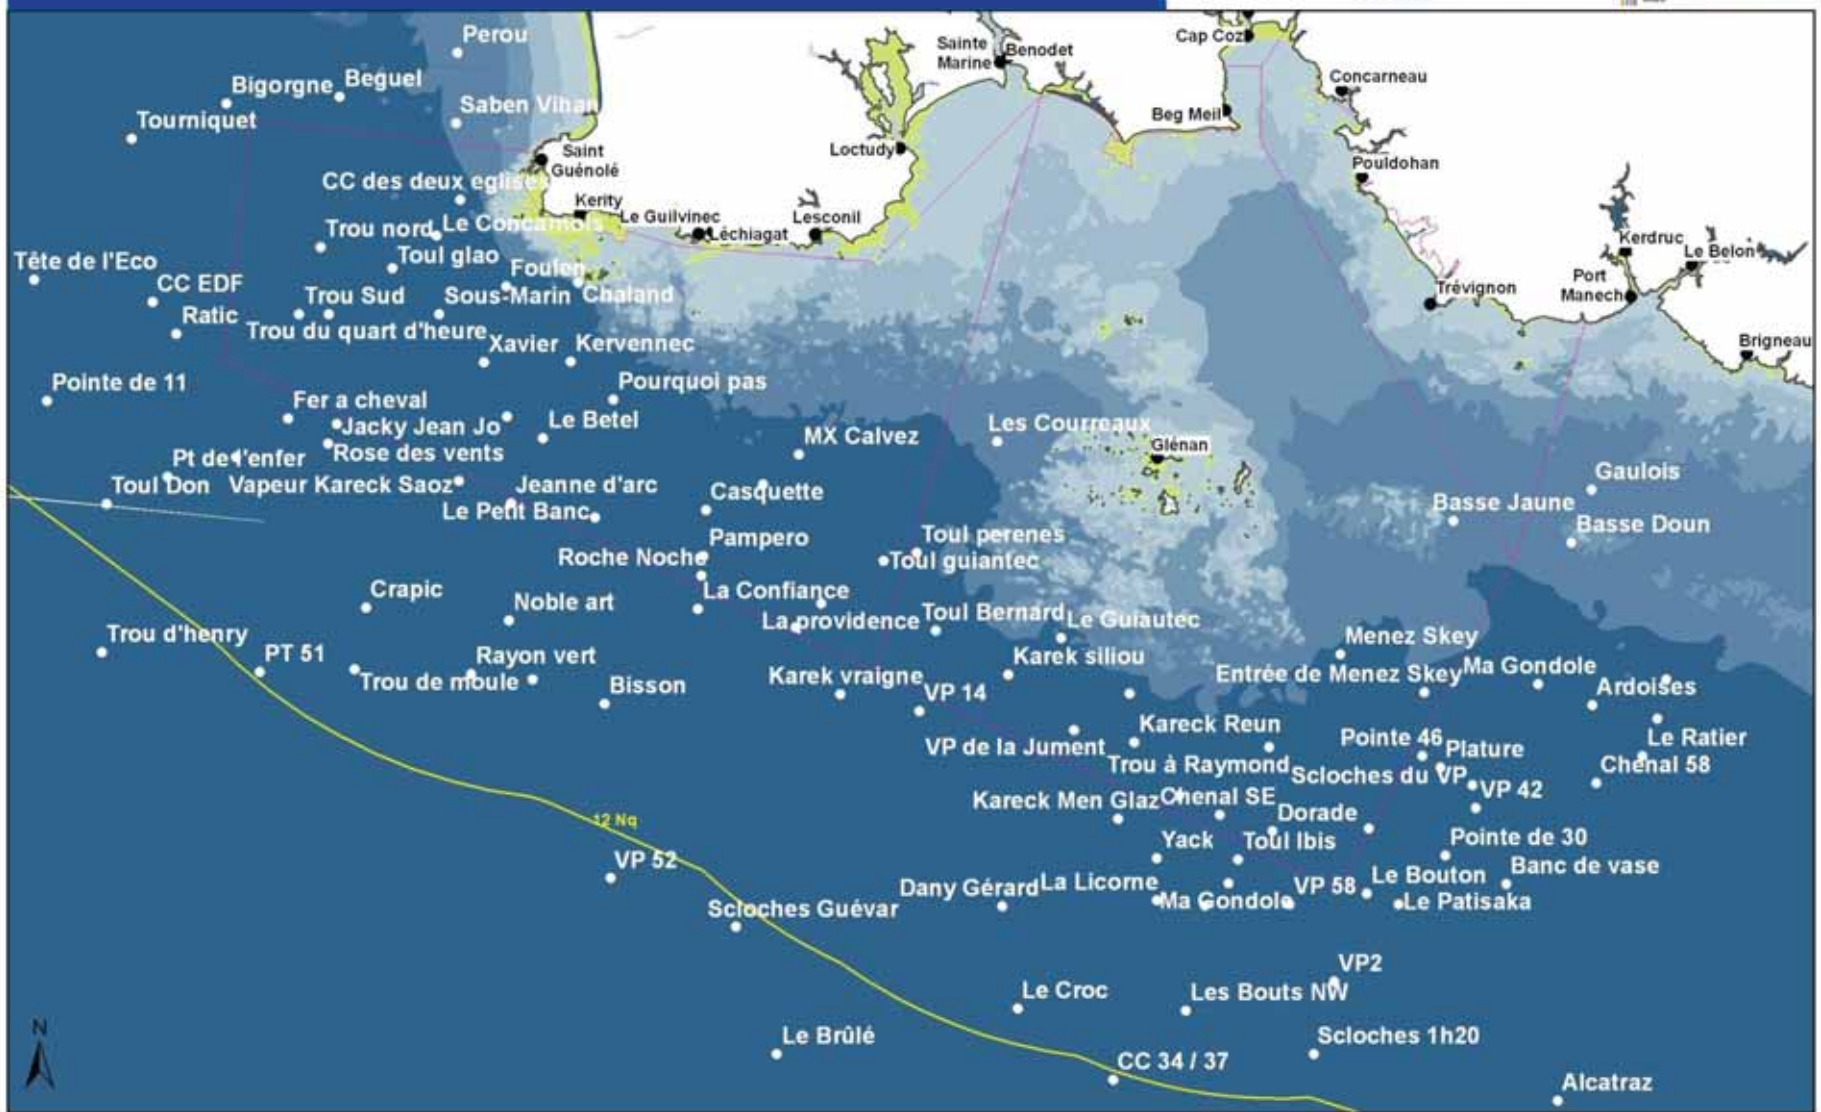 Perou
Sainte
Marine
Benodet
Cap Coz
Bigorgne
Beguel
Concarneau
Saben Vihan
Beg Meil
Tourniquet
Saint
Guénolé
Loctudy
Pouldohan
CC des deux eglises
Kerity
Le Guilvinec
Lesconil
Trou nord
Le Concarnois
Léchiagat
Kerdruc
Le Belon
Tête de l'Eco
Toul glao
Foufen
CC EDF
Trou Sud
Sous-Marin
Chaland
Trévignon
Port
Manech
Ratic
Trou du quart d'heure
Xavier
Kervennec
Brigneau
Pointe de 11
Pourquoi pas
Fer a cheval
Jacky Jean Jo
Le Betel
MX Calvez
Les Courreaux
Glénan
Pt de l'enfer
Rose des vents
Gaulois
Toul Don
Vapeur Kareck Saoz
Jeanne d'arc
Casquette
Basse Jaune
Le Petit Banc
Basse Doun
Pampero
Toul perenes
Roche Noche
Toul guiantec
Crapic
Noble art
La Confiance
La providence
Toul Bernard
Le Guiautec
Trou d'henry
PT 51
Rayon vert
Karek siliou
Menez Skey
Trou de moule
Bisson
Karek vraigne
VP 14
Entrée de Menez Skey
Ma Gondole
Ardoises
Kareck Reun
VP de la Jument
Pointe 46
Plature
Le Ratier
Trou à Raymond
Scloches du VP
Chenal 58
Kareck Men Glaz
Chenal SE
VP 42
12 Nq
Dorade
Yack
Toul Ibis
Pointe de 30
VP 52
Banc de vase
Dany Gérard
La Licorne
VP 58
Le Bouton
Scloches Guévar
Ma Gondole
Le Patisaka
VP2
Le Croc
Les Bouts NW
N
Le Brûlé
Scloches 1h20
CC 34 / 37
Alcatraz